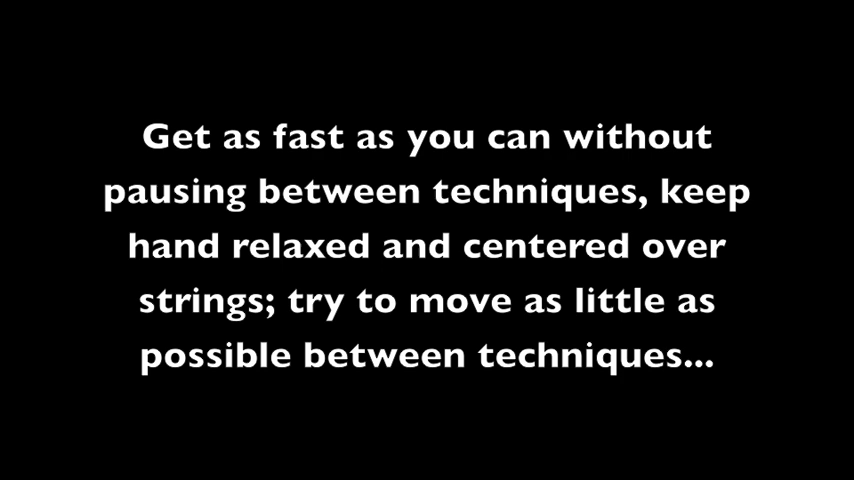 Get as fast as you can without
pausing between techniques, keep
hand relaxed and centered over
strings; try to move as little as
possible between techniques...